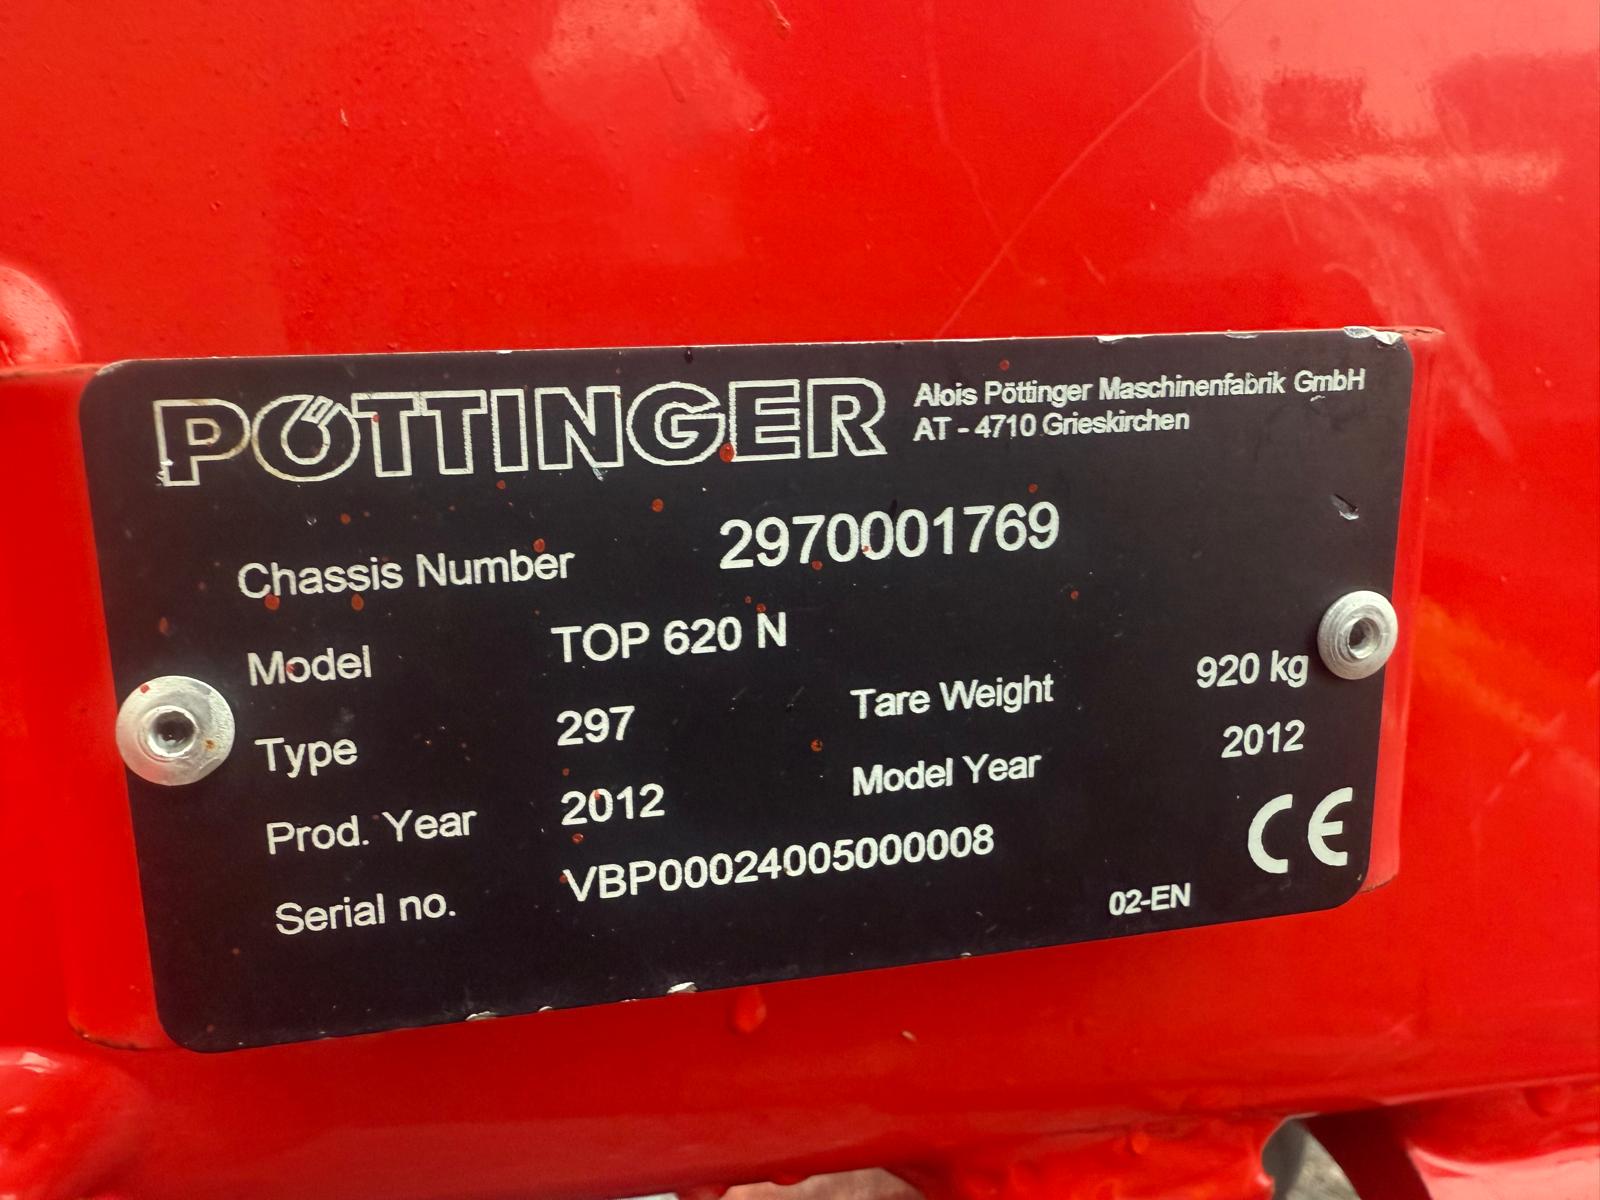 PÖTTINGER
Alois Pöttinger Maschinenfabrik GmbH
AT - 4710 Grieskirchen
Chassis Number 2970001769
Model TOP 620 N
Type 297 Tare Weight 920 kg
Prod. Year 2012 Model Year 2012
Serial no. VBP00024005000008
CE
02-EN